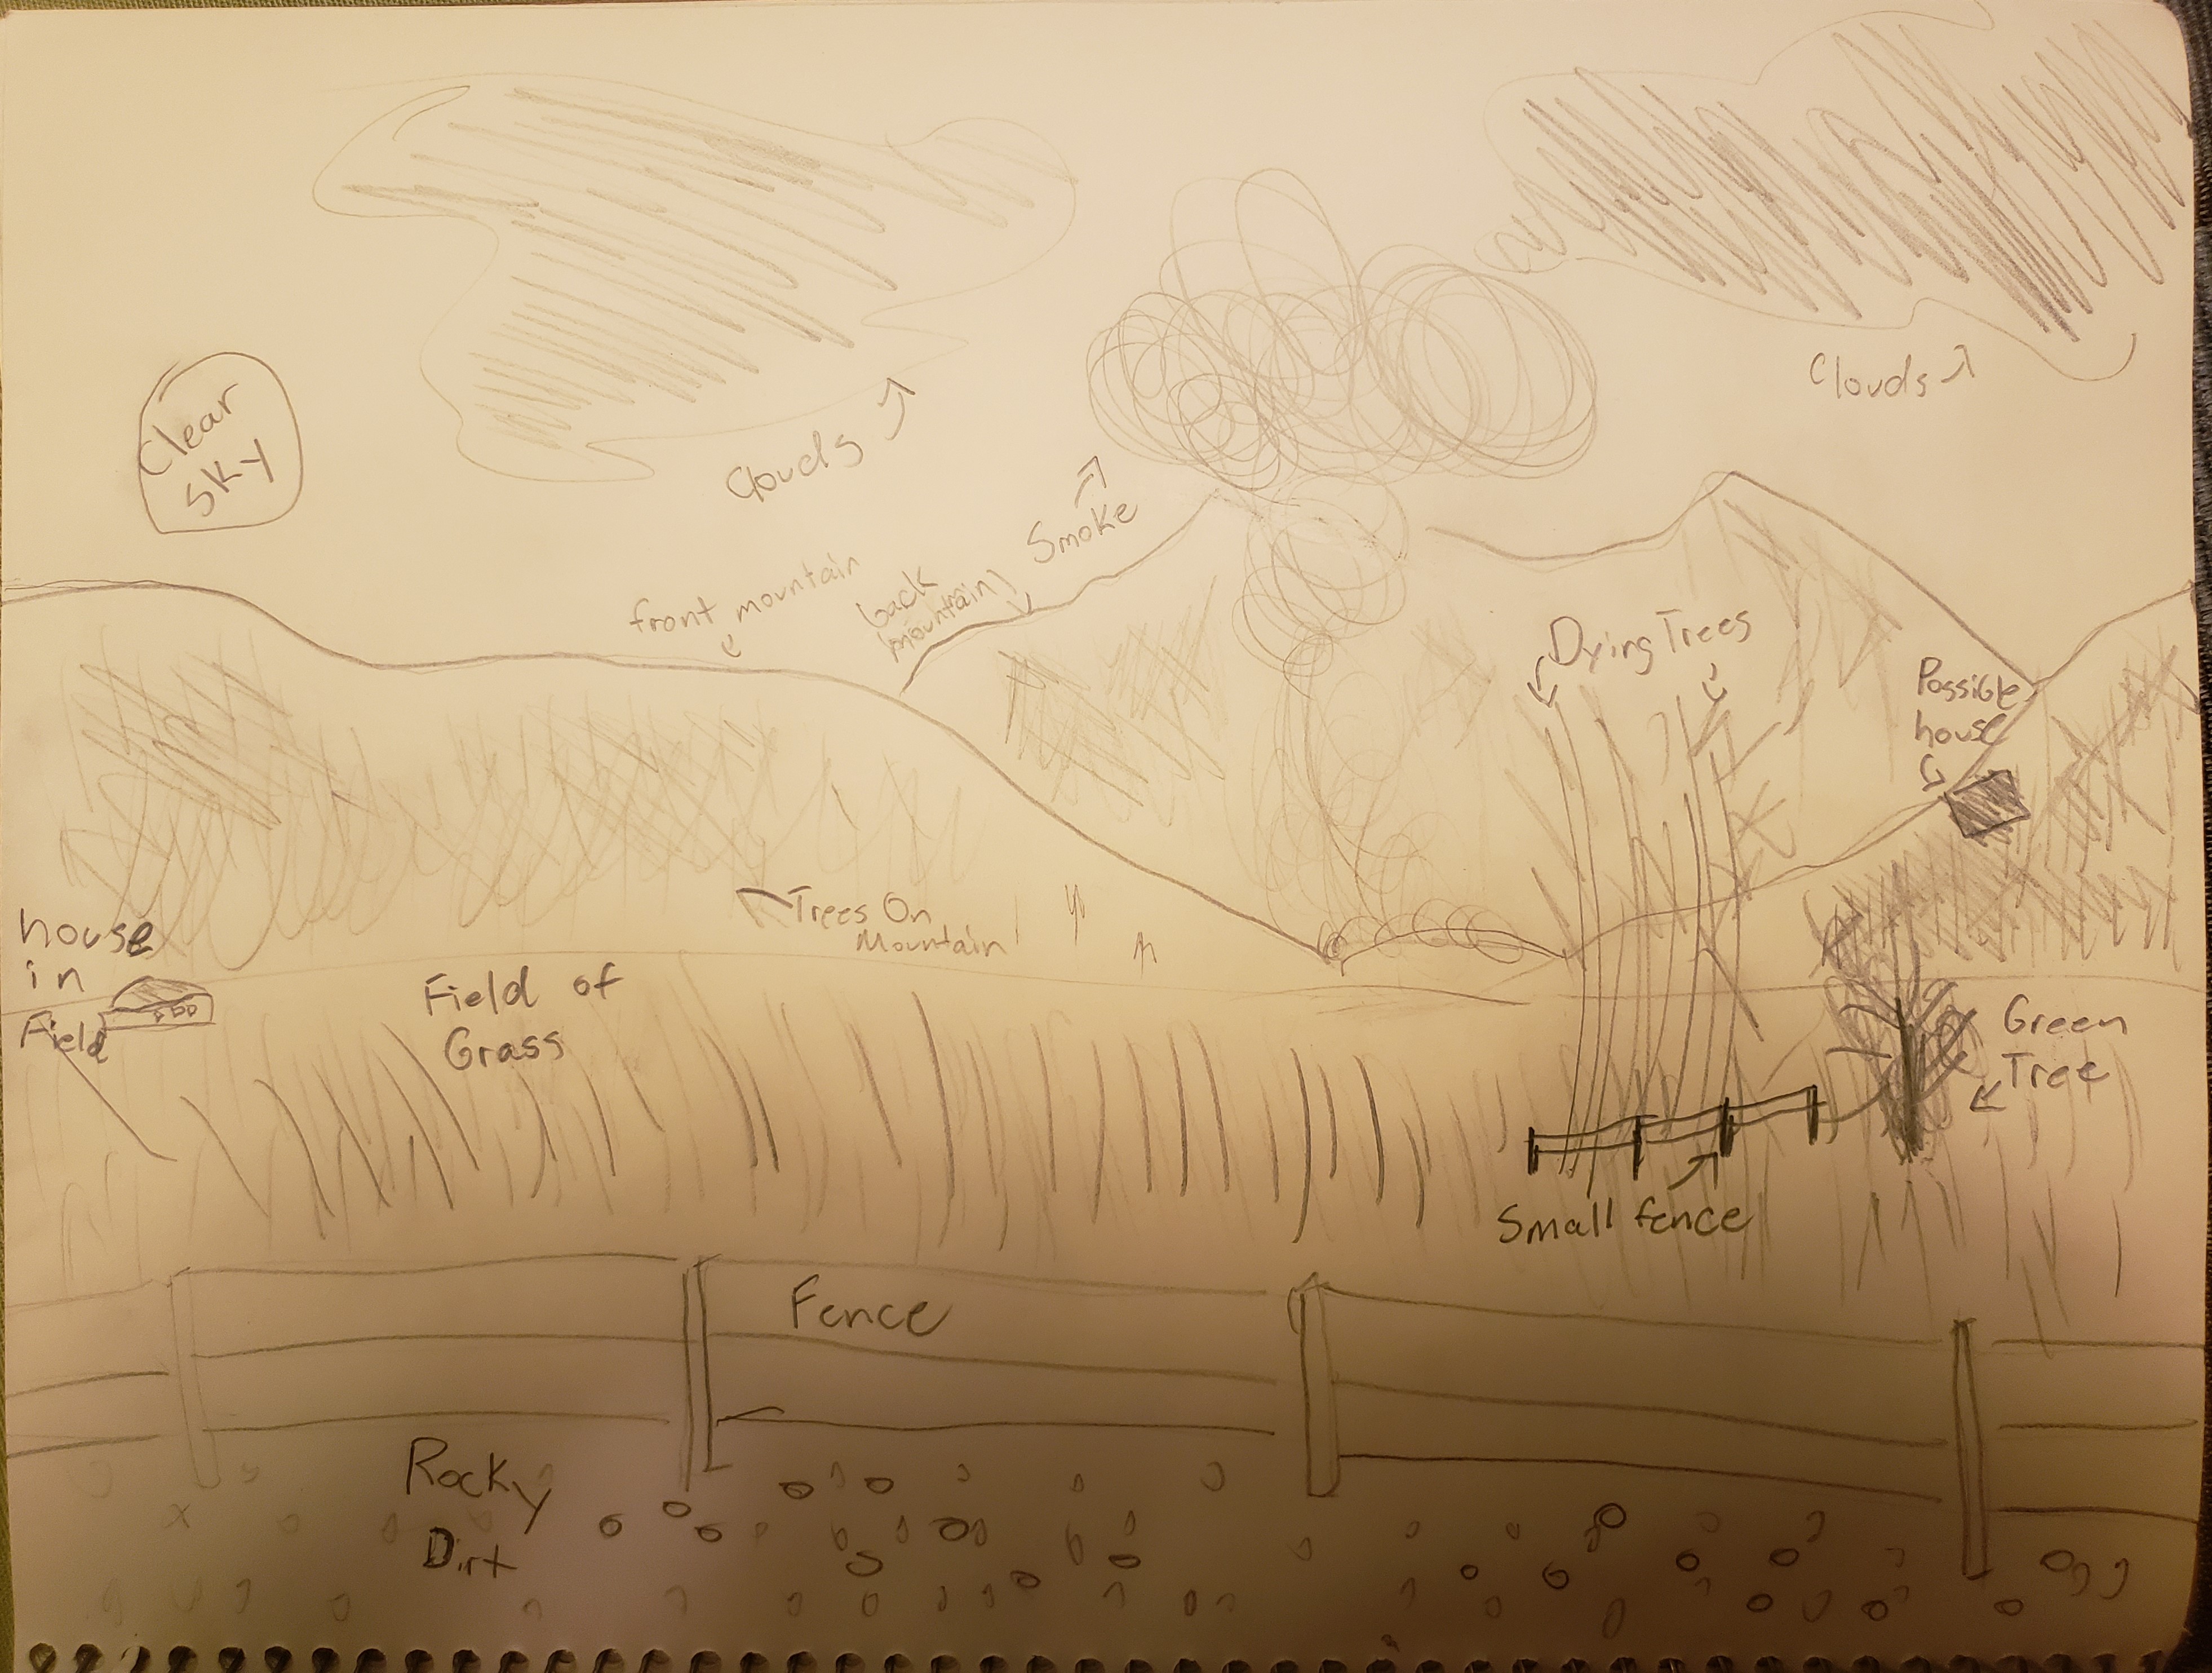 Clear
Sky
Clouds
Clouds
Smoke
front mountain
back
mountain
Dying Trees
Possible
house
Trees On
Mountain
house
in
Field
Field of
Grass
Green
Tree
Small fence
Fence
Rocky
Dirt